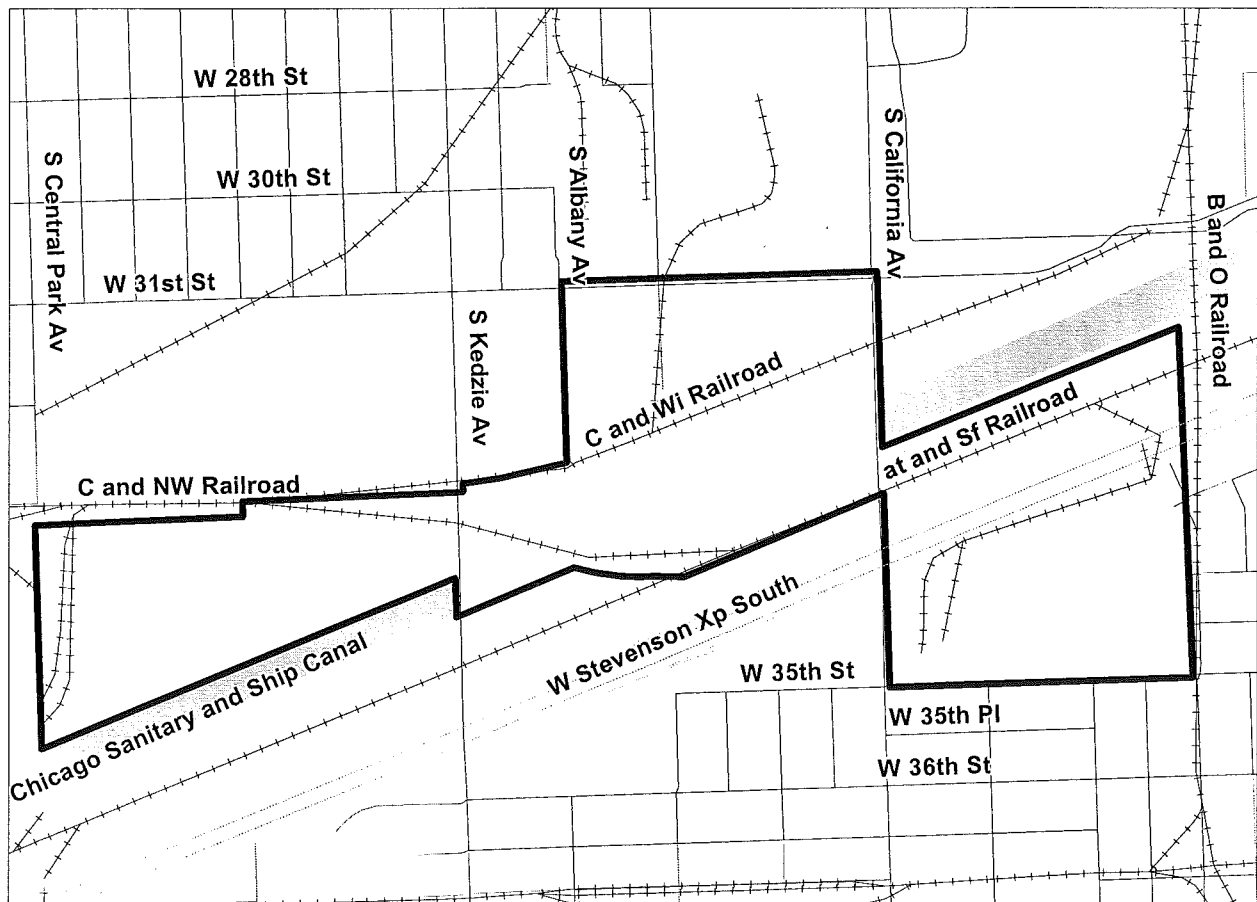 W 28th St
S Central Park Av
W 30th St
S Albany Av
S California Av
B and O Railroad
W 31st St
S Kedzie Av
C and Wi Railroad
at and Sf Railroad
C and NW Railroad
Chicago Sanitary and Ship Canal
W Stevenson Xp South
W 35th St
W 35th Pl
W 36th St